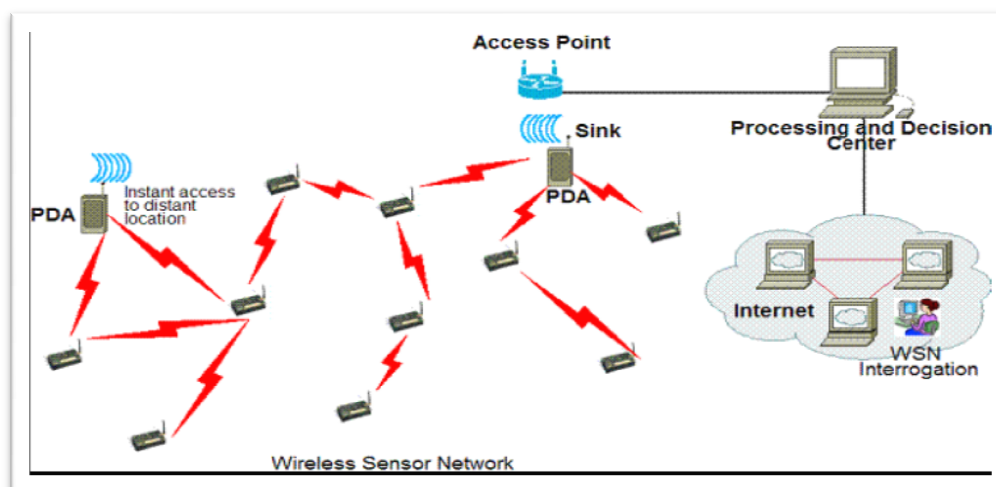 Access Point
Sink
Processing and Decision
Center
PDA
Instant access
to distant
location
PDA
Internet
WSN
Interrogation
Wireless Sensor Network